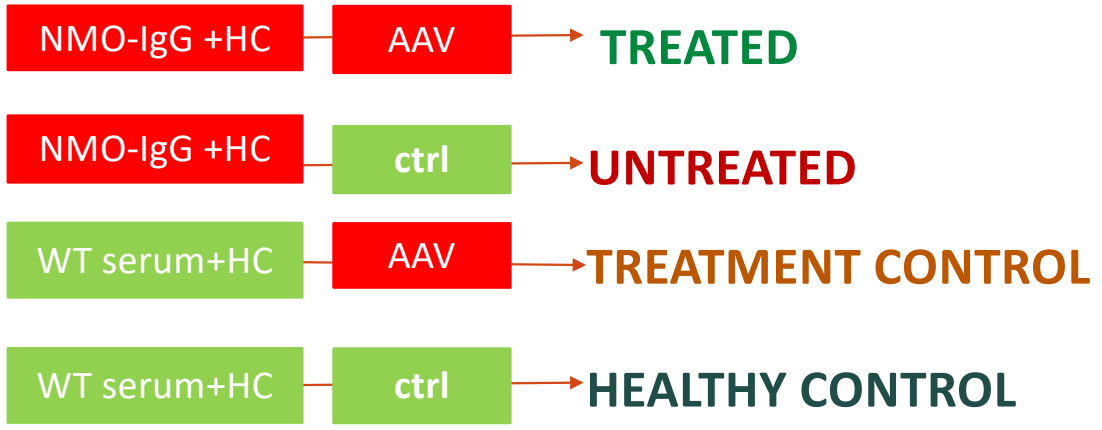 NMO-IgG +HC AAV TREATED
NMO-IgG +HC ctrl UNTREATED
WT serum+HC AAV TREATMENT CONTROL
WT serum+HC ctrl HEALTHY CONTROL